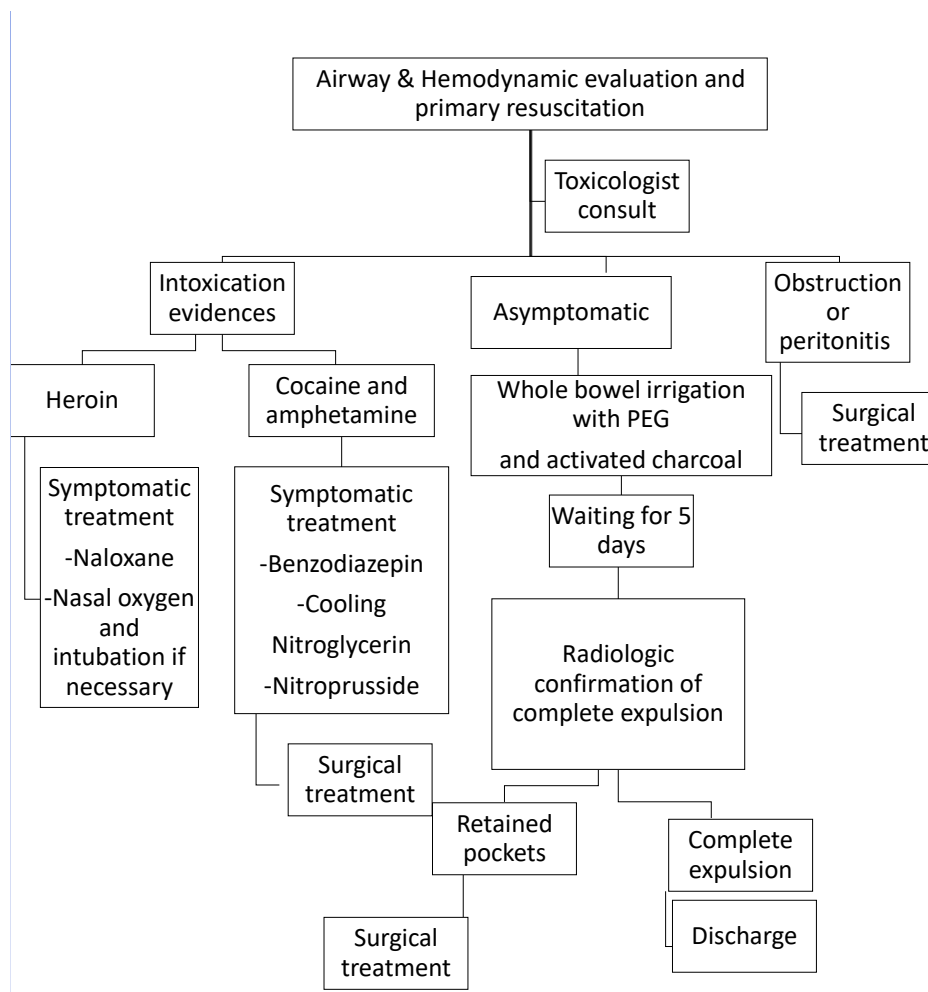 Airway & Hemodynamic evaluation and
primary resuscitation
Toxicologist
consult
Intoxication
evidences
Asymptomatic
Obstruction
or
peritonitis
Heroin
Cocaine and
amphetamine
Whole bowel irrigation
with PEG
and activated charcoal
Surgical
treatment
Symptomatic
treatment
-Naloxane
-Nasal oxygen
and
intubation if
necessary
Symptomatic
treatment
-Benzodiazepin
-Cooling
Nitroglycerin
-Nitroprusside
Waiting for 5
days
Radiologic
confirmation of
complete expulsion
Surgical
treatment
Retained
pockets
Complete
expulsion
Surgical
treatment
Discharge